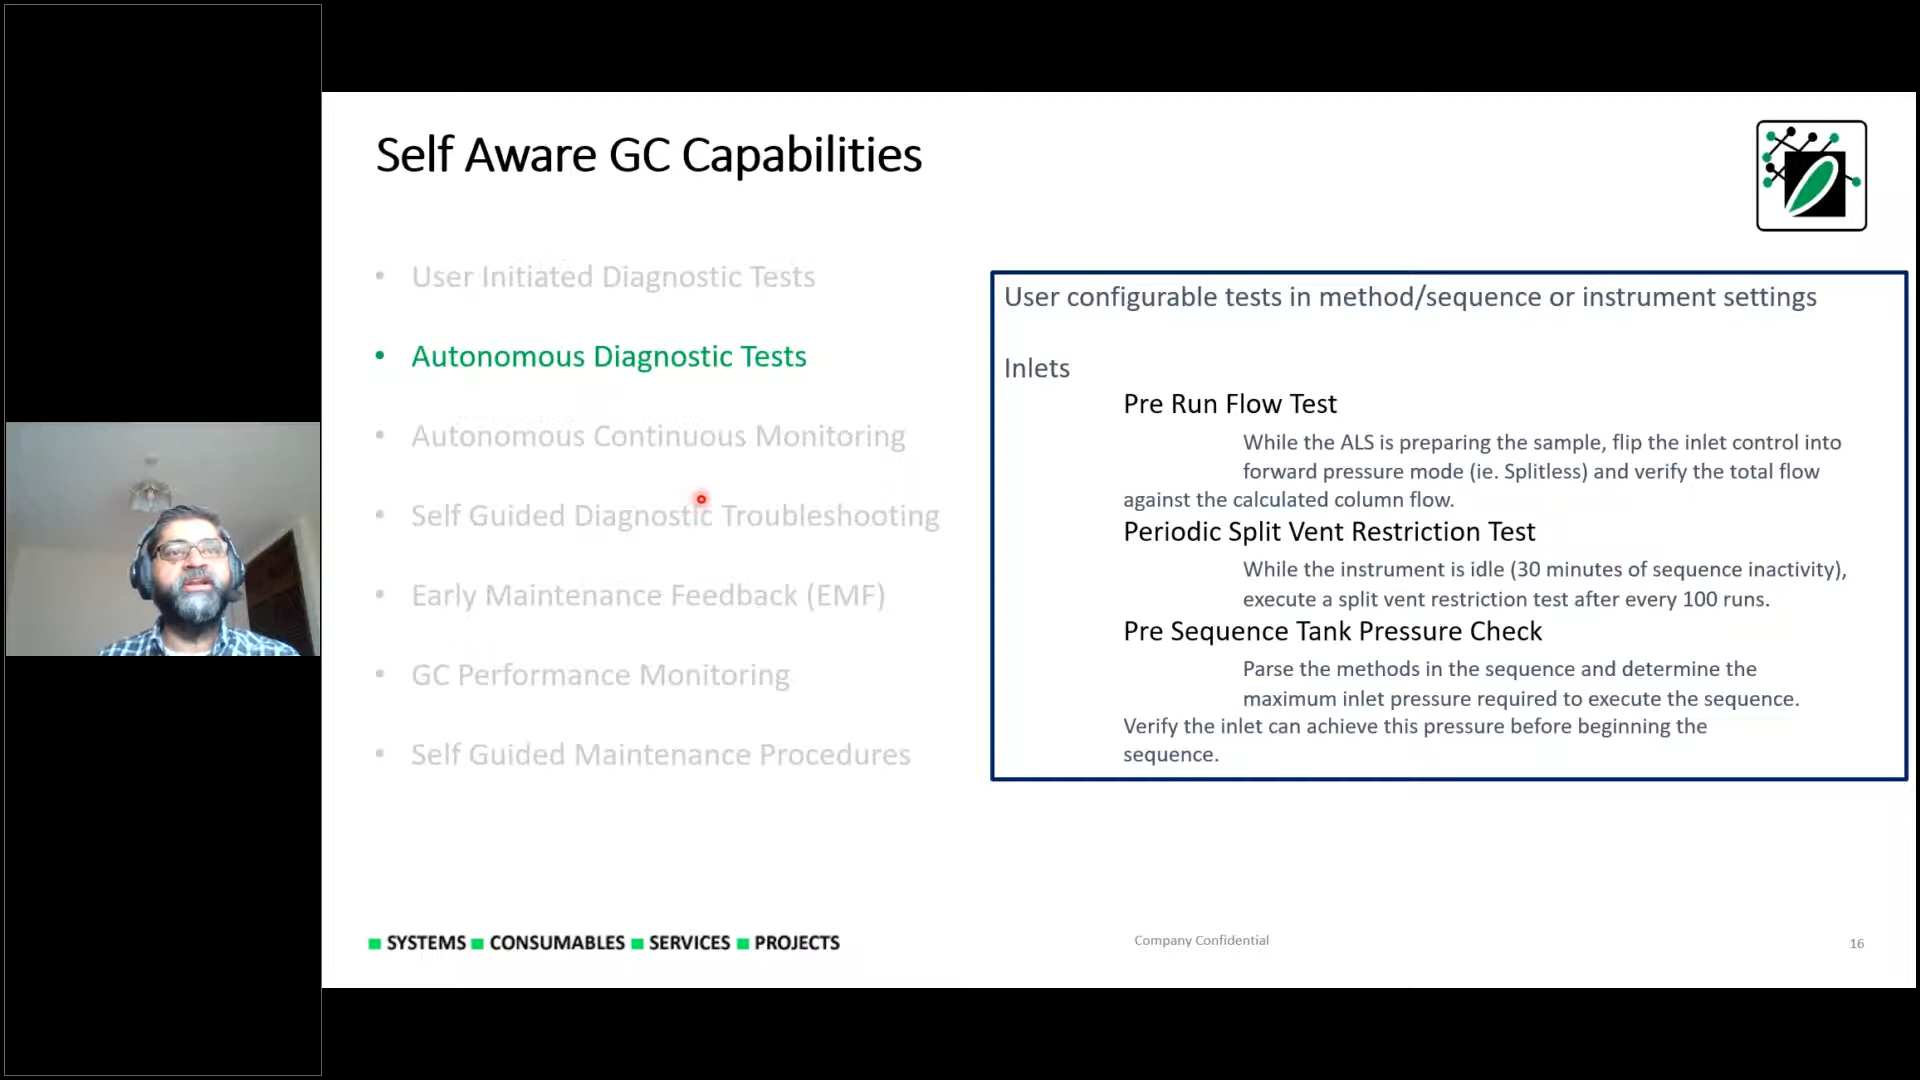 Self Aware GC Capabilities
• User Initiated Diagnostic Tests
• Autonomous Diagnostic Tests
• Autonomous Continuous Monitoring
• Self Guided Diagnostic Troubleshooting
• Early Maintenance Feedback (EMF)
• GC Performance Monitoring
• Self Guided Maintenance Procedures
User configurable tests in method/sequence or instrument settings
Inlets
Pre Run Flow Test
While the ALS is preparing the sample, flip the inlet control into
forward pressure mode (ie. Splitless) and verify the total flow
against the calculated column flow.
Periodic Split Vent Restriction Test
While the instrument is idle (30 minutes of sequence inactivity),
execute a split vent restriction test after every 100 runs.
Pre Sequence Tank Pressure Check
Parse the methods in the sequence and determine the
maximum inlet pressure required to execute the sequence.
Verify the inlet can achieve this pressure before beginning the
sequence.
SYSTEMS CONSUMABLES SERVICES PROJECTS
Company Confidential
16